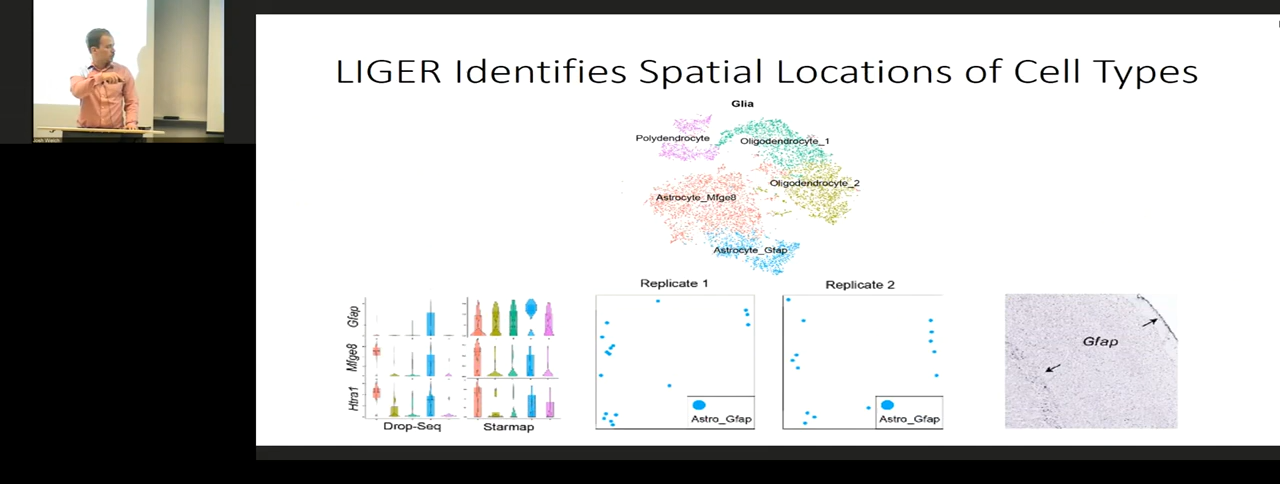 LIGER Identifies Spatial Locations of Cell Types
Glia
Polydendrocyte
Oligodendrocyte_1
Oligodendrocyte_2
Astrocyte_Mfge8
Astrocyte_Gfap
Gfap
Mfge8
Htra1
Drop-Seq
Starmap
Replicate 1
Astro_Gfap
Replicate 2
Astro_Gfap
Gfap